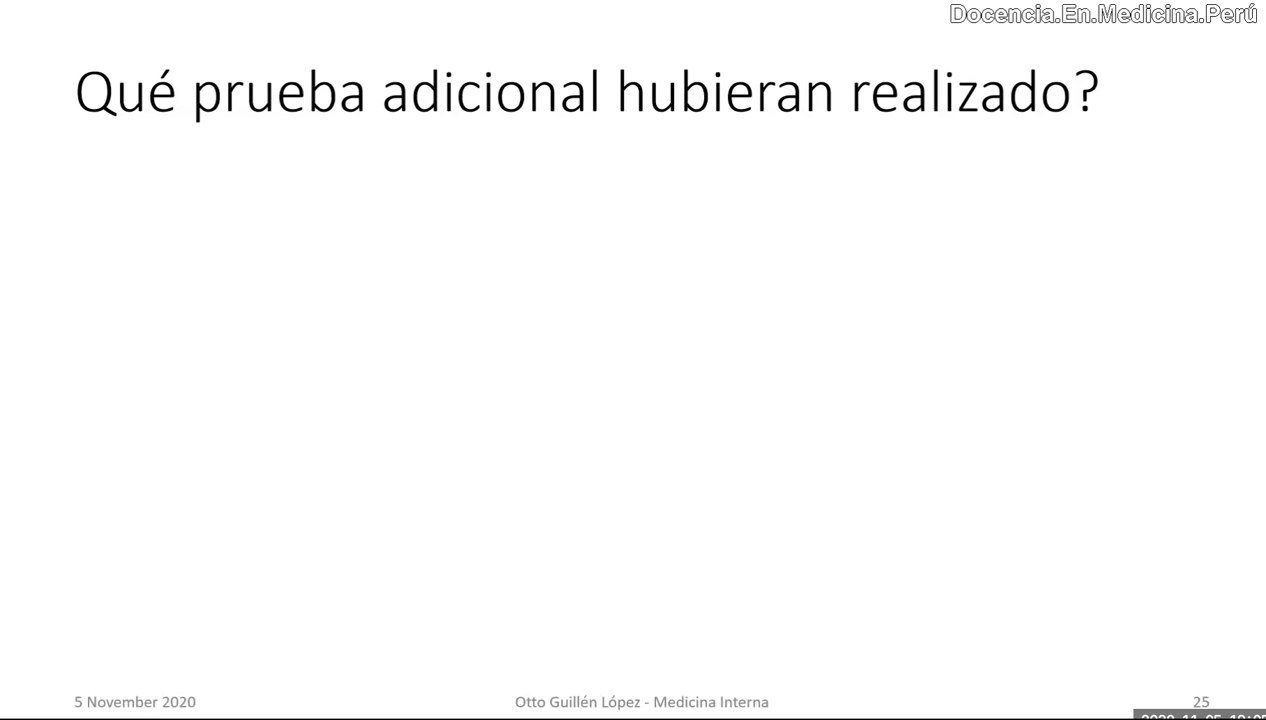 Docencia.En.Medicina.Perú
Qué prueba adicional hubieran realizado?
5 November 2020
Otto Guillén López - Medicina Interna
25